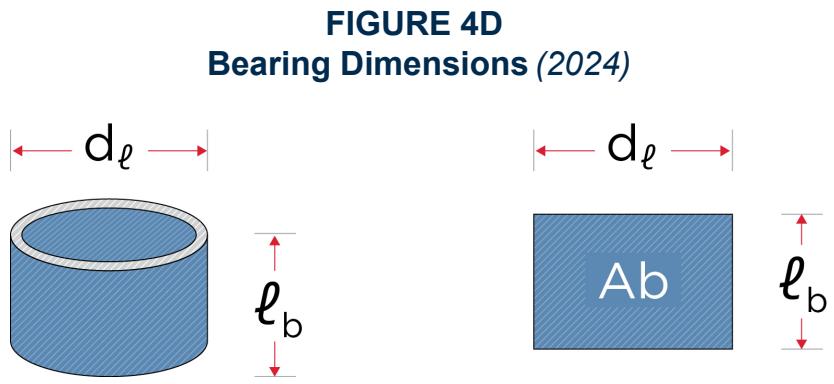 FIGURE 4D
Bearing Dimensions (2024)
dℓ dℓ
ℓb Ab ℓb